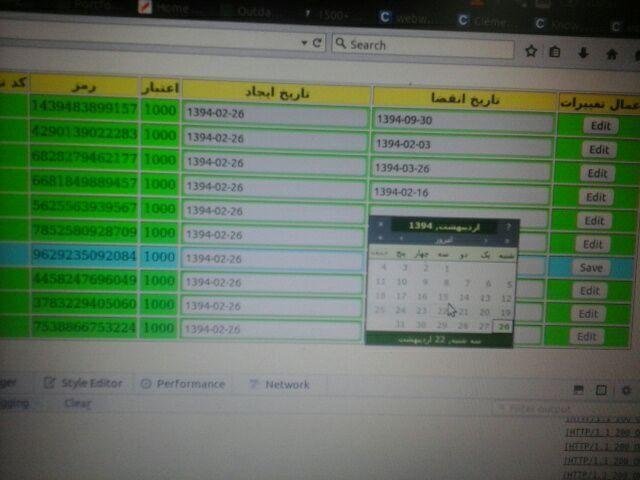 Portfo
Home
Outda
1500+
webw
Cleme
Know
Search
کد
رمز
اعتبار
تاریخ ایجاد
تاریخ انقضا
اعمال تغییرات
1439483899157 1000 1394-02-26 1394-09-30 Edit
4290139022283 1000 1394-02-26 1394-02-03 Edit
6828279462177 1000 1394-02-26 1394-03-26 Edit
6681849889457 1000 1394-02-26 1394-02-16 Edit
5625563939567 1000 1394-02-26 Edit
7852580928709 1000 1394-02-26 Edit
9629235092084 1000 1394-02-26 Save
4458247696049 1000 1394-02-26 Edit
3783229405060 1000 1394-02-26 Edit
7538866753224 1000 1394-02-26 Edit
? اردیبهشت, 1394 ×
امروز
شنبه یک دو سه چهار پنج جمعه
4 3 2 1
11 10 9 8 7 6 5
18 17 16 15 14 13 12
25 24 23 22 21 20 19
31 30 29 28 27 26
سه شنبه, 22 اردیبهشت
ger Style Editor Performance Network
gging Clear Filter output
[HTTP/1.1 200 O
[HTTP/1.1 200 O
[HTTP/1.1 200
[HTTP/1.1 200